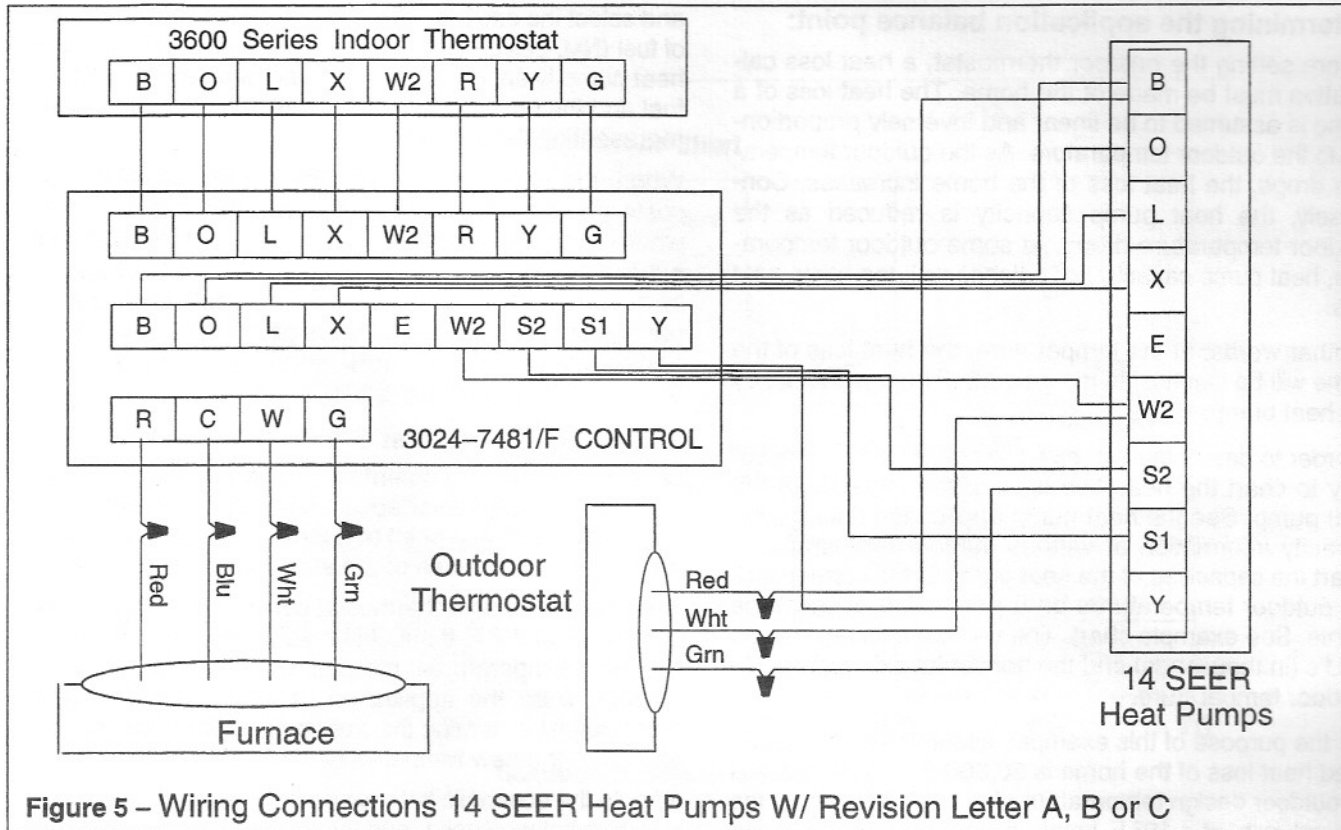 3600 Series Indoor Thermostat
B O L X W2 R Y G
B O L X W2 R Y G
B O L X E W2 S2 S1 Y
R C W G
3024–7481/F CONTROL
Red
Blu
Wht
Grn
Furnace
Outdoor
Thermostat
Red
Wht
Grn
B
O
L
X
E
W2
S2
S1
Y
14 SEER
Heat Pumps
Figure 5 – Wiring Connections 14 SEER Heat Pumps W/ Revision Letter A, B or No Letter